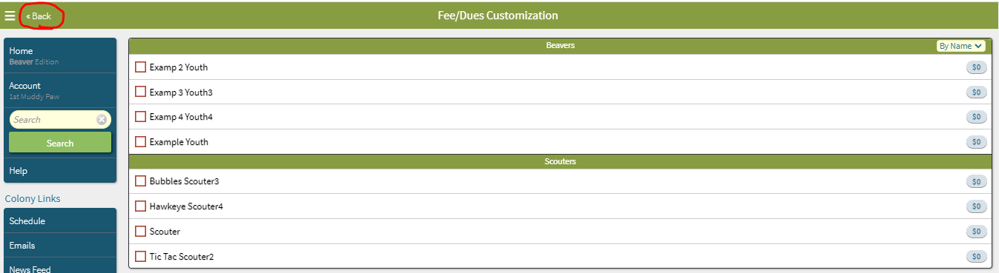 « Back
Fee/Dues Customization
Home
Beaver Edition
Account
1st Muddy Paw
Search
Search
Help
Colony Links
Schedule
Emails
News Feed
Beavers
By Name
Examp 2 Youth $0
Examp 3 Youth3 $0
Examp 4 Youth4 $0
Example Youth $0
Scouters
Bubbles Scouter3 $0
Hawkeye Scouter4 $0
Scouter $0
Tic Tac Scouter2 $0